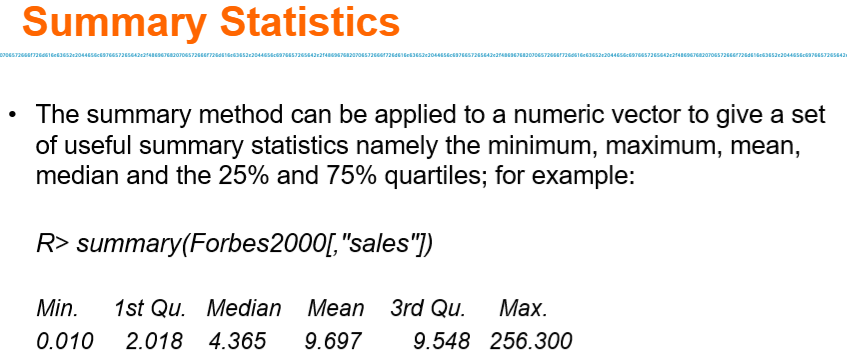 Summary Statistics
• The summary method can be applied to a numeric vector to give a set
of useful summary statistics namely the minimum, maximum, mean,
median and the 25% and 75% quartiles; for example:
R> summary(Forbes2000[,"sales"])
Min. 1st Qu. Median Mean 3rd Qu. Max.
0.010 2.018 4.365 9.697 9.548 256.300